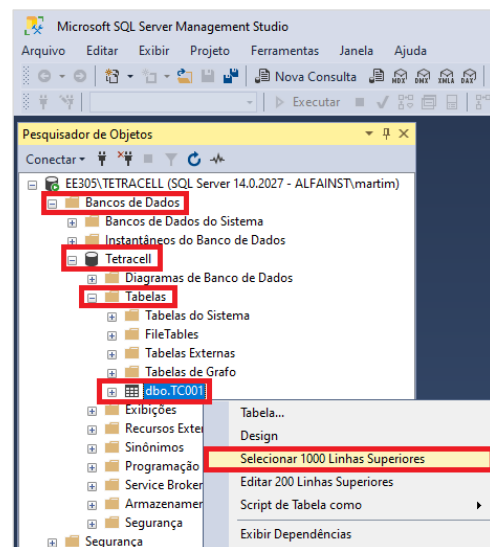 Microsoft SQL Server Management Studio
Arquivo Editar Exibir Projeto Ferramentas Janela Ajuda
Nova Consulta MDX DMX XMLA DAX
Executar
Pesquisador de Objetos
Conectar
EE305\TETRACELL (SQL Server 14.0.2027 - ALFAINST\martim)
Bancos de Dados
Bancos de Dados do Sistema
Instantâneos do Banco de Dados
Tetracell
Diagramas de Banco de Dados
Tabelas
Tabelas do Sistema
FileTables
Tabelas Externas
Tabelas de Grafo
dbo.TC001
Exibições
Recursos Exter
Sinônimos
Programação
Service Broker
Armazenamer
Segurança
Segurança
Tabela...
Design
Selecionar 1000 Linhas Superiores
Editar 200 Linhas Superiores
Script de Tabela como
Exibir Dependências